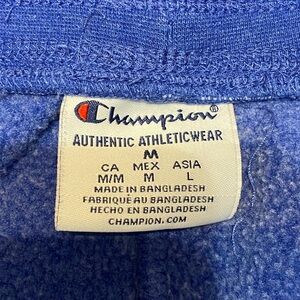 Champion
AUTHENTIC ATHLETICWEAR
M
CA MEX ASIA
M/M M L
MADE IN BANGLADESH
FABRIQUÉ AU BANGLADESH
HECHO EN BANGLADESH
CHAMPION.COM